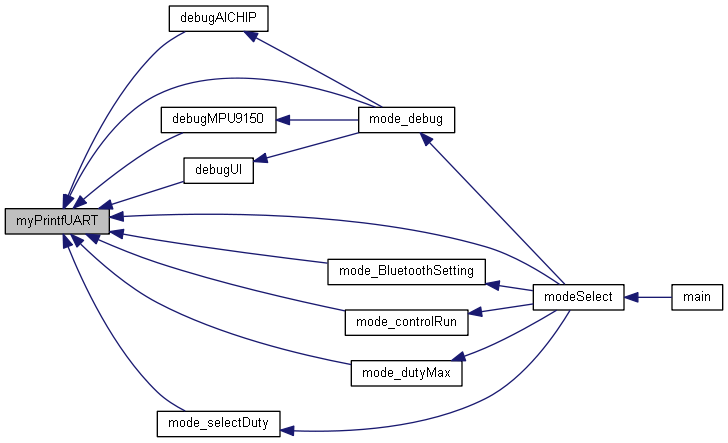 debugAICHIP
debugMPU9150
mode_debug
debugUI
myPrintfUART
mode_BluetoothSetting
modeSelect
main
mode_controlRun
mode_dutyMax
mode_selectDuty